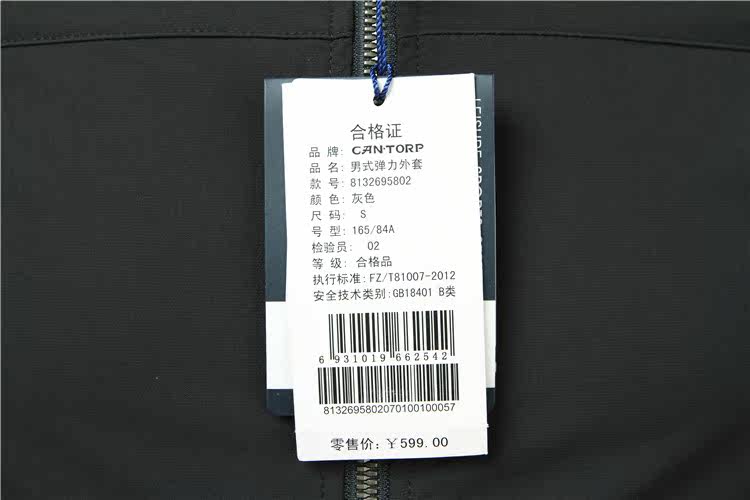 合格证
品 牌: CANTORP
品 名: 男式弹力外套
款 号: 8132695802
颜 色: 灰色
尺 码: S
号 型: 165/84A
检验员: 02
等 级: 合格品
执行标准: FZ/T81007-2012
安全技术类别: GB18401 B类
6 931019 662542
813269580207010010057
零售价: ¥599.00
LEISURE